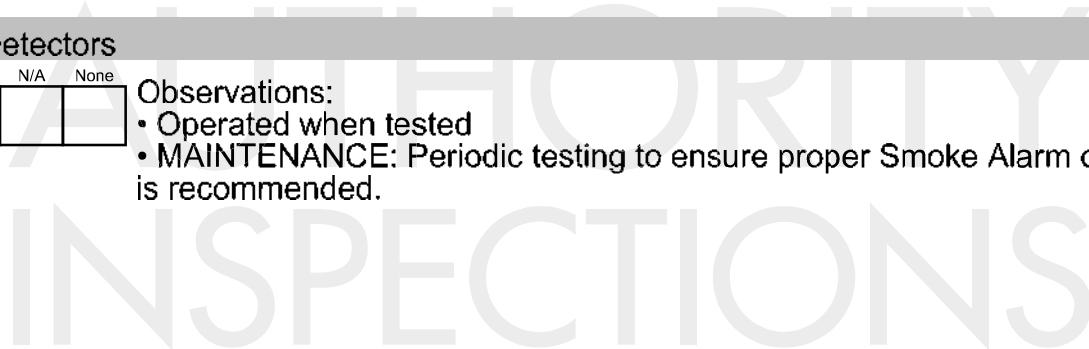 AUTHORITY
etectors
N/A None
Observations:
• Operated when tested
• MAINTENANCE: Periodic testing to ensure proper Smoke Alarm
is recommended.
INSPECTIONS